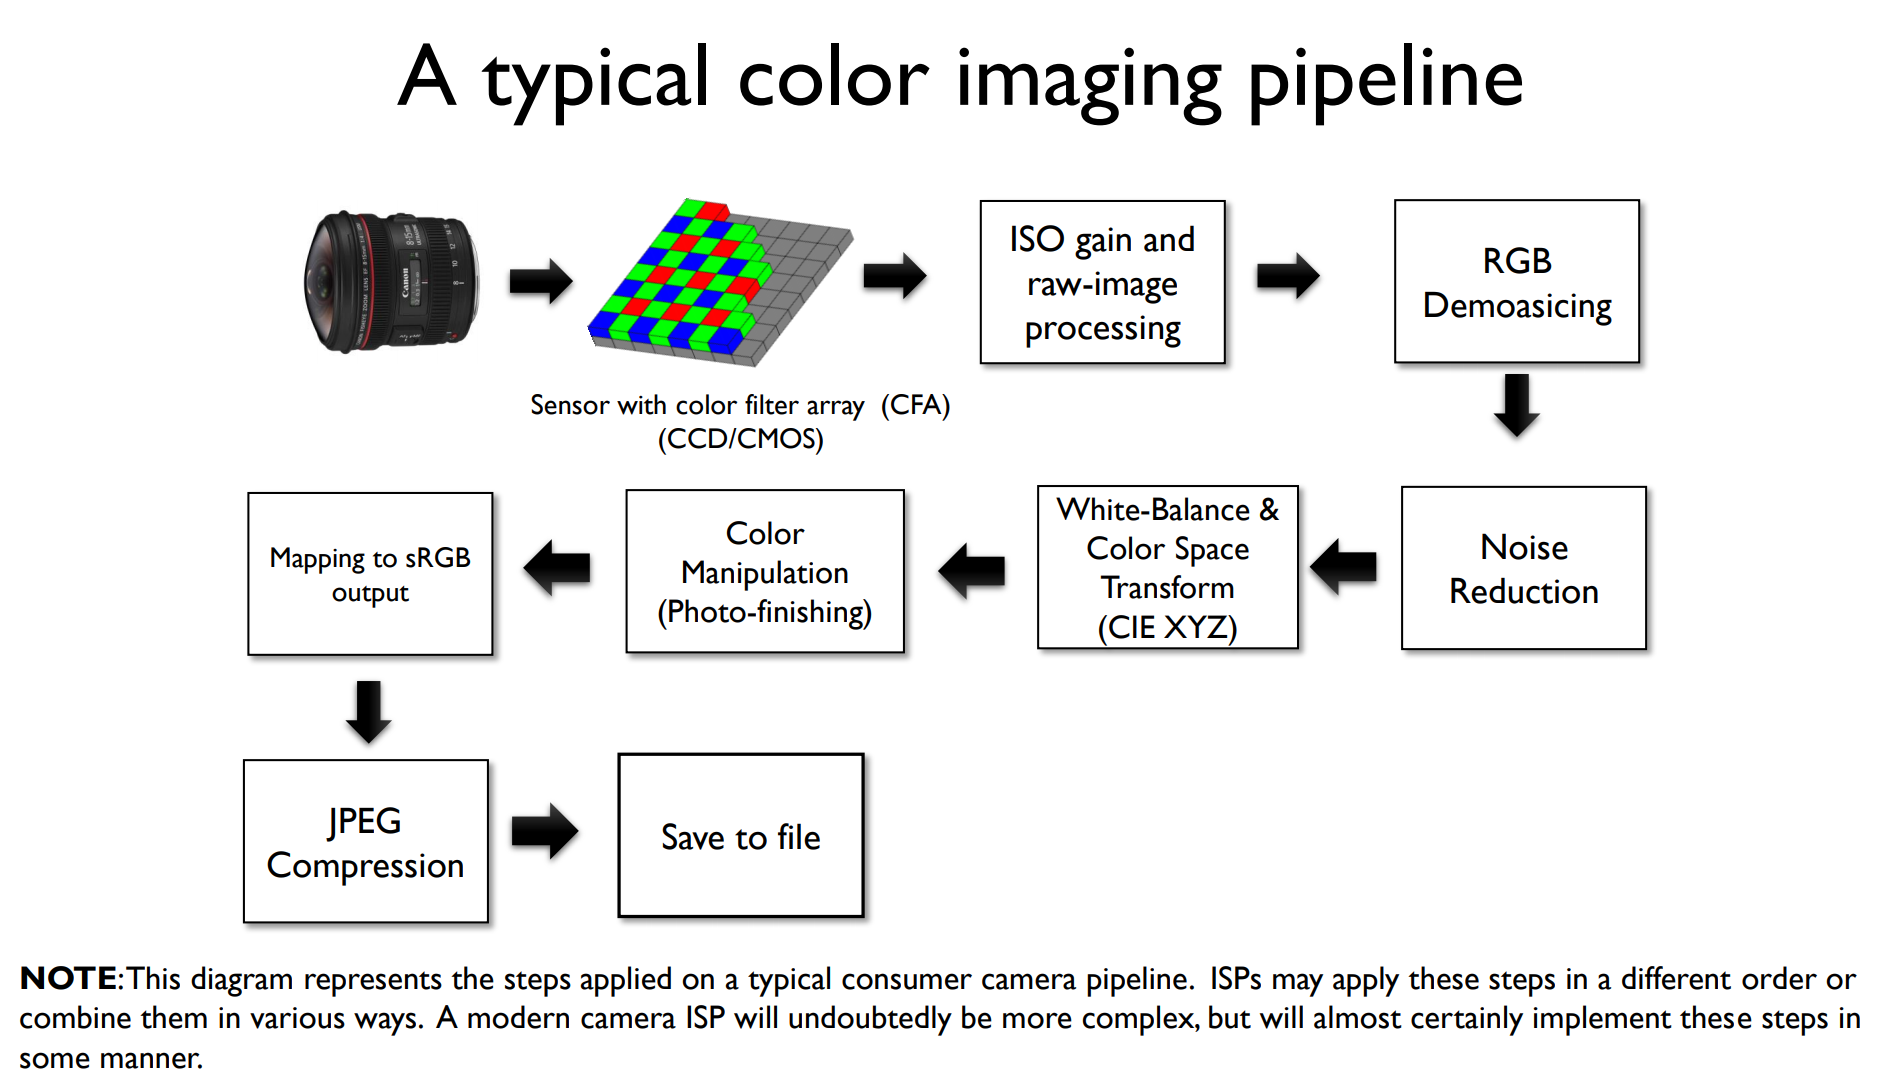 A typical color imaging pipeline
Canon
Sensor with color filter array (CFA)
(CCD/CMOS)
ISO gain and
raw-image
processing
RGB
Demoasicing
Noise
Reduction
White-Balance &
Color Space
Transform
(CIE XYZ)
Color
Manipulation
(Photo-finishing)
Mapping to sRGB
output
JPEG
Compression
Save to file
NOTE:This diagram represents the steps applied on a typical consumer camera pipeline. ISPs may apply these steps in a different order or
combine them in various ways. A modern camera ISP will undoubtedly be more complex, but will almost certainly implement these steps in
some manner.